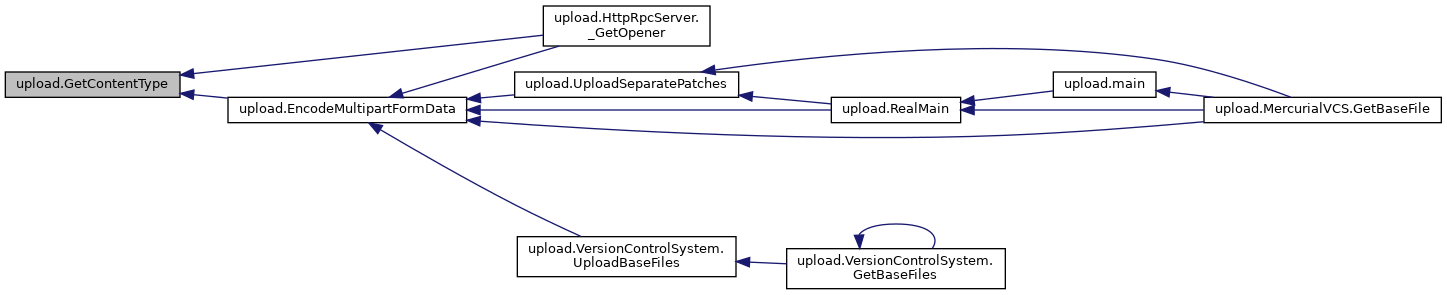 upload.HttpRpcServer.
_GetOpener
upload.GetContentType
upload.EncodeMultipartFormData
upload.UploadSeparatePatches
upload.RealMain
upload.main
upload.MercurialVCS.GetBaseFile
upload.VersionControlSystem.
UploadBaseFiles
upload.VersionControlSystem.
GetBaseFiles